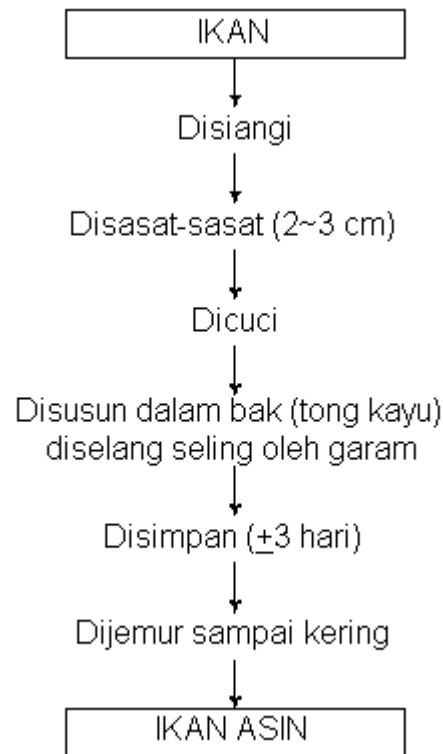 IKAN
Disiangi
Disasat-sasat (2~3 cm)
Dicuci
Disusun dalam bak (tong kayu)
diselang seling oleh garam
Disimpan (±3 hari)
Dijemur sampai kering
IKAN ASIN